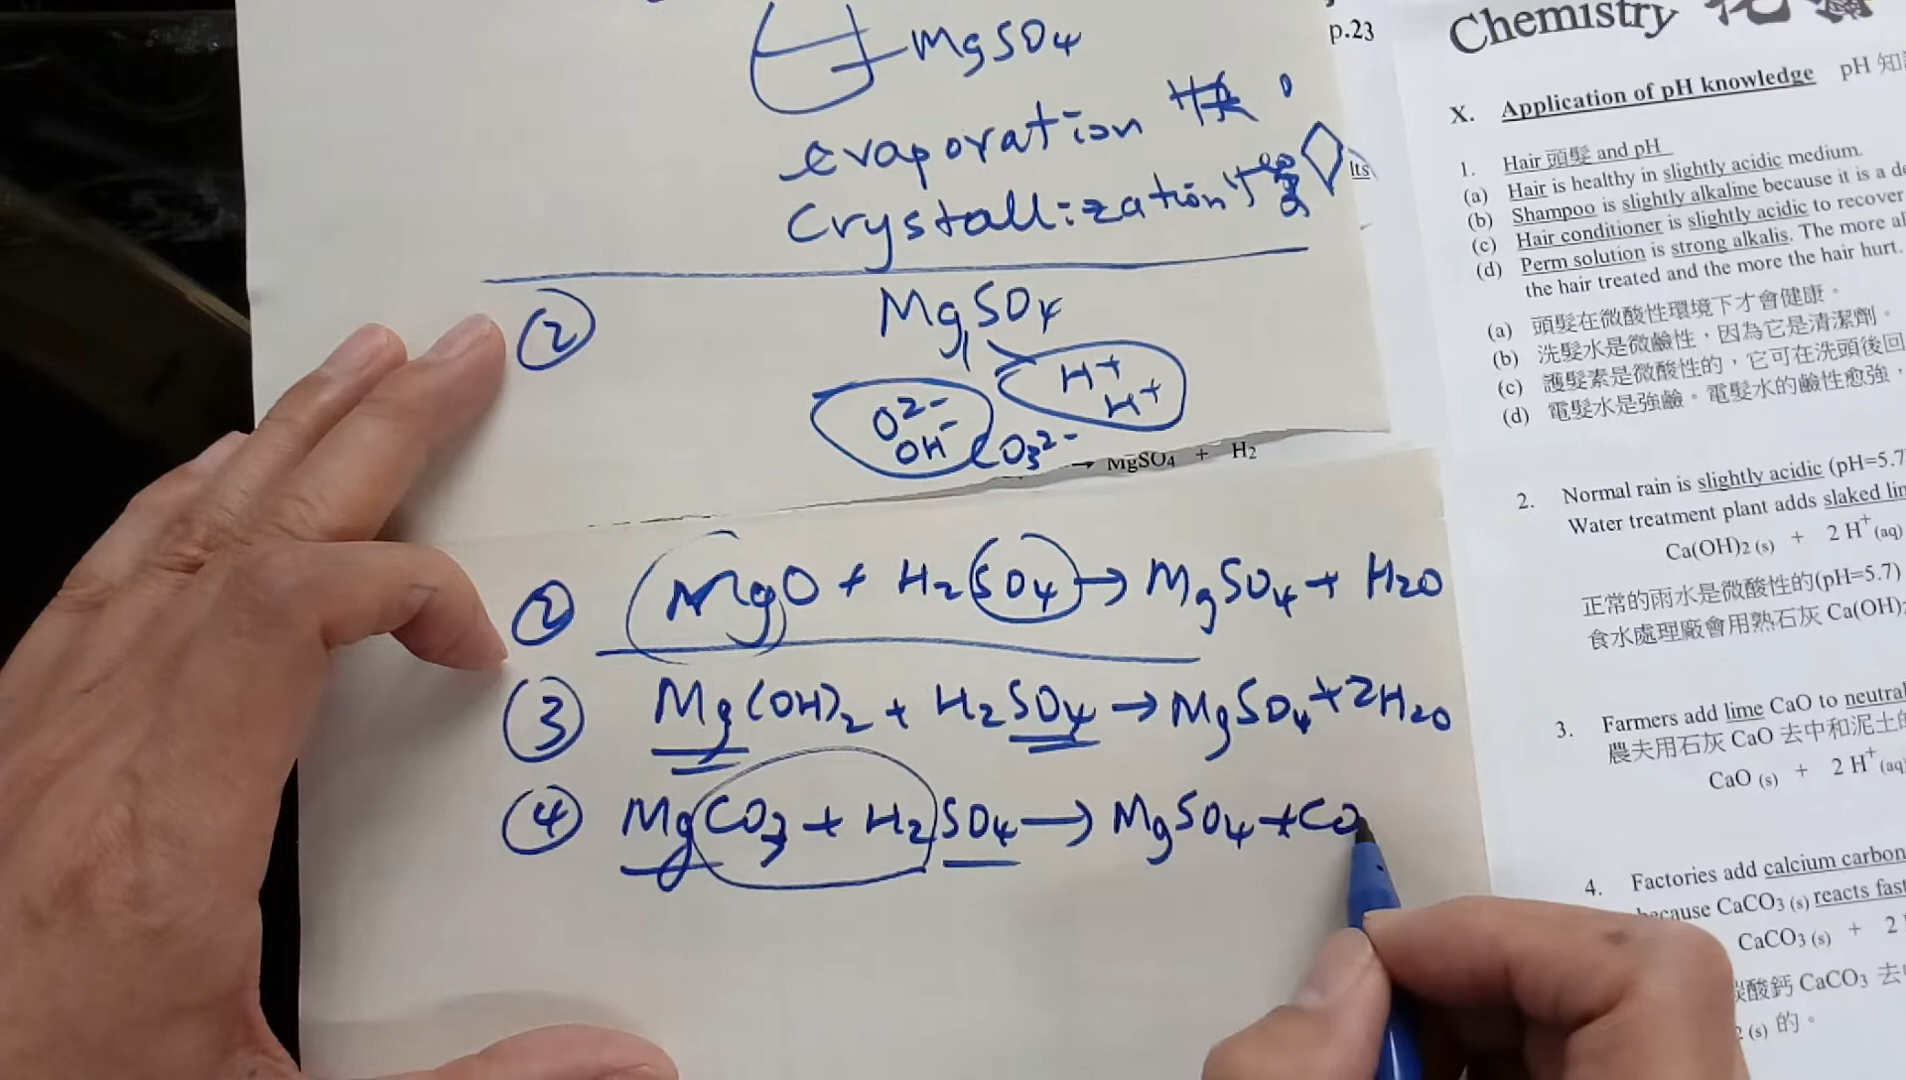 MgSO4
evaporation
crystallization
②
MgSO4
O2-
OH-
CO3 2-
H+
H+
→ MgSO4 + H2
② MgO + H2SO4 → MgSO4 + H2O
③ Mg(OH)2 + H2SO4 → MgSO4 + 2H2O
④ MgCO3 + H2SO4 → MgSO4 + CO
p.23
lts
Chemistry 化
X. Application of pH knowledge pH 知
1. Hair 頭髮 and pH
(a) Hair is healthy in slightly acidic medium.
(b) Shampoo is slightly alkaline because it is a
(c) Hair conditioner is slightly acidic to recover
(d) Perm solution is strong alkalis. The more
the hair treated and the more the hair hurt.
(a) 頭髮在微酸性環境下才會健康。
(b) 洗髮水是微鹼性，因為它是清潔劑。
(c) 護髮素是微酸性的，它可在洗頭後回
(d) 電髮水是強鹼。電髮水的鹼性愈強，
2. Normal rain is slightly acidic (pH=5.7
Water treatment plant adds slaked
Ca(OH)2 (s) + 2 H+ (aq)
正常的雨水是微酸性的(pH=5.7)
食水處理廠會用熟石灰 Ca(OH)
3. Farmers add lime CaO to
農夫用石灰 CaO 去中和泥土的
CaO (s) + 2 H+ (aq
4. Factories add calcium
because CaCO3 (s) reacts
CaCO3 (s) + 2
碳酸鈣 CaCO3 去
(s) 的。